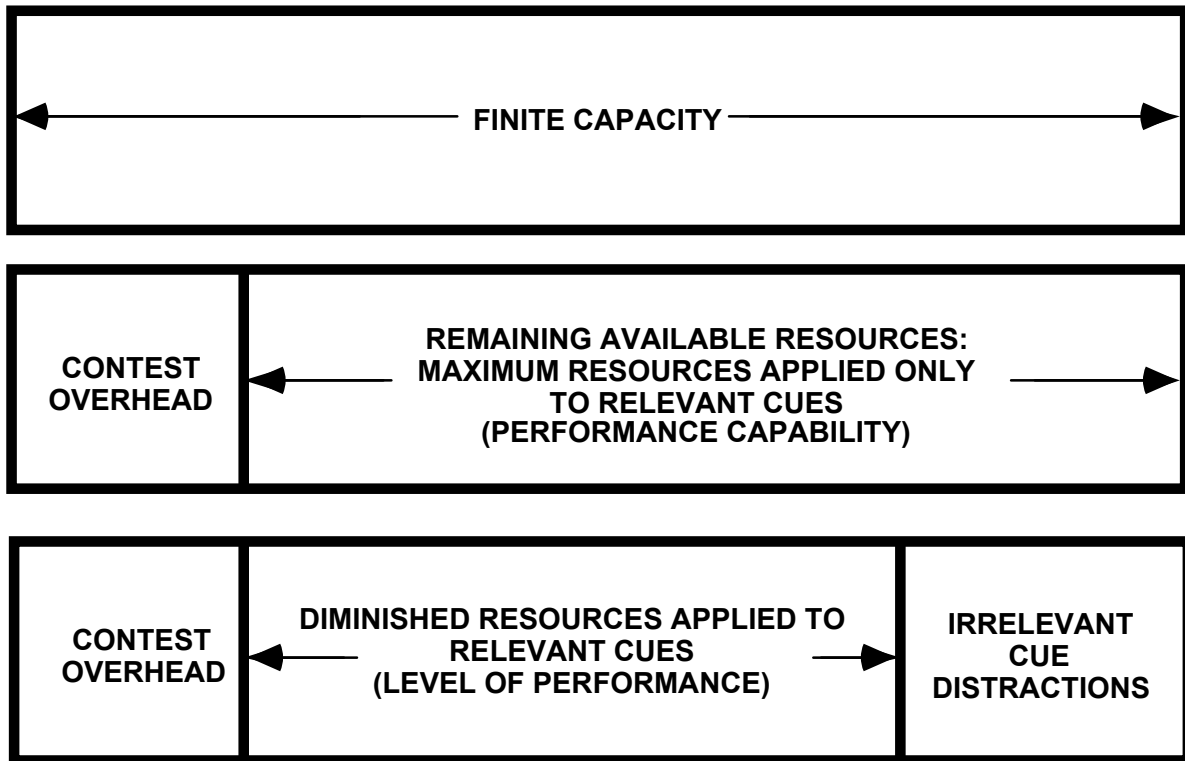 FINITE CAPACITY
CONTEST
OVERHEAD
REMAINING AVAILABLE RESOURCES:
MAXIMUM RESOURCES APPLIED ONLY
TO RELEVANT CUES
(PERFORMANCE CAPABILITY)
CONTEST
OVERHEAD
DIMINISHED RESOURCES APPLIED TO
RELEVANT CUES
(LEVEL OF PERFORMANCE)
IRRELEVANT
CUE
DISTRACTIONS